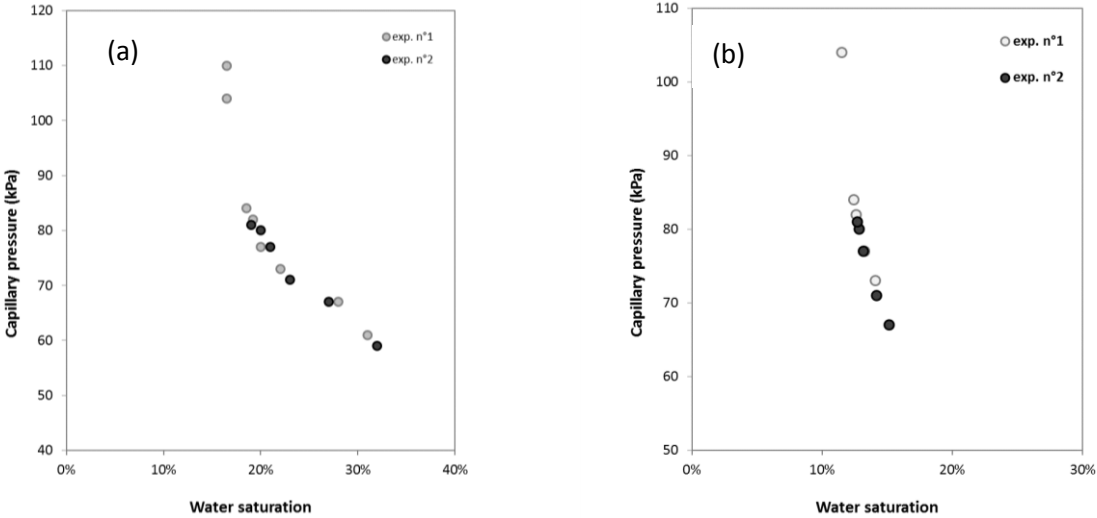 (a)
exp. n°1
exp. n°2
Capillary pressure (kPa)
120
110
100
90
80
70
60
50
40
0% 10% 20% 30% 40%
Water saturation
(b)
exp. n°1
exp. n°2
Capillary pressure (kPa)
110
100
90
80
70
60
50
0% 10% 20% 30%
Water saturation